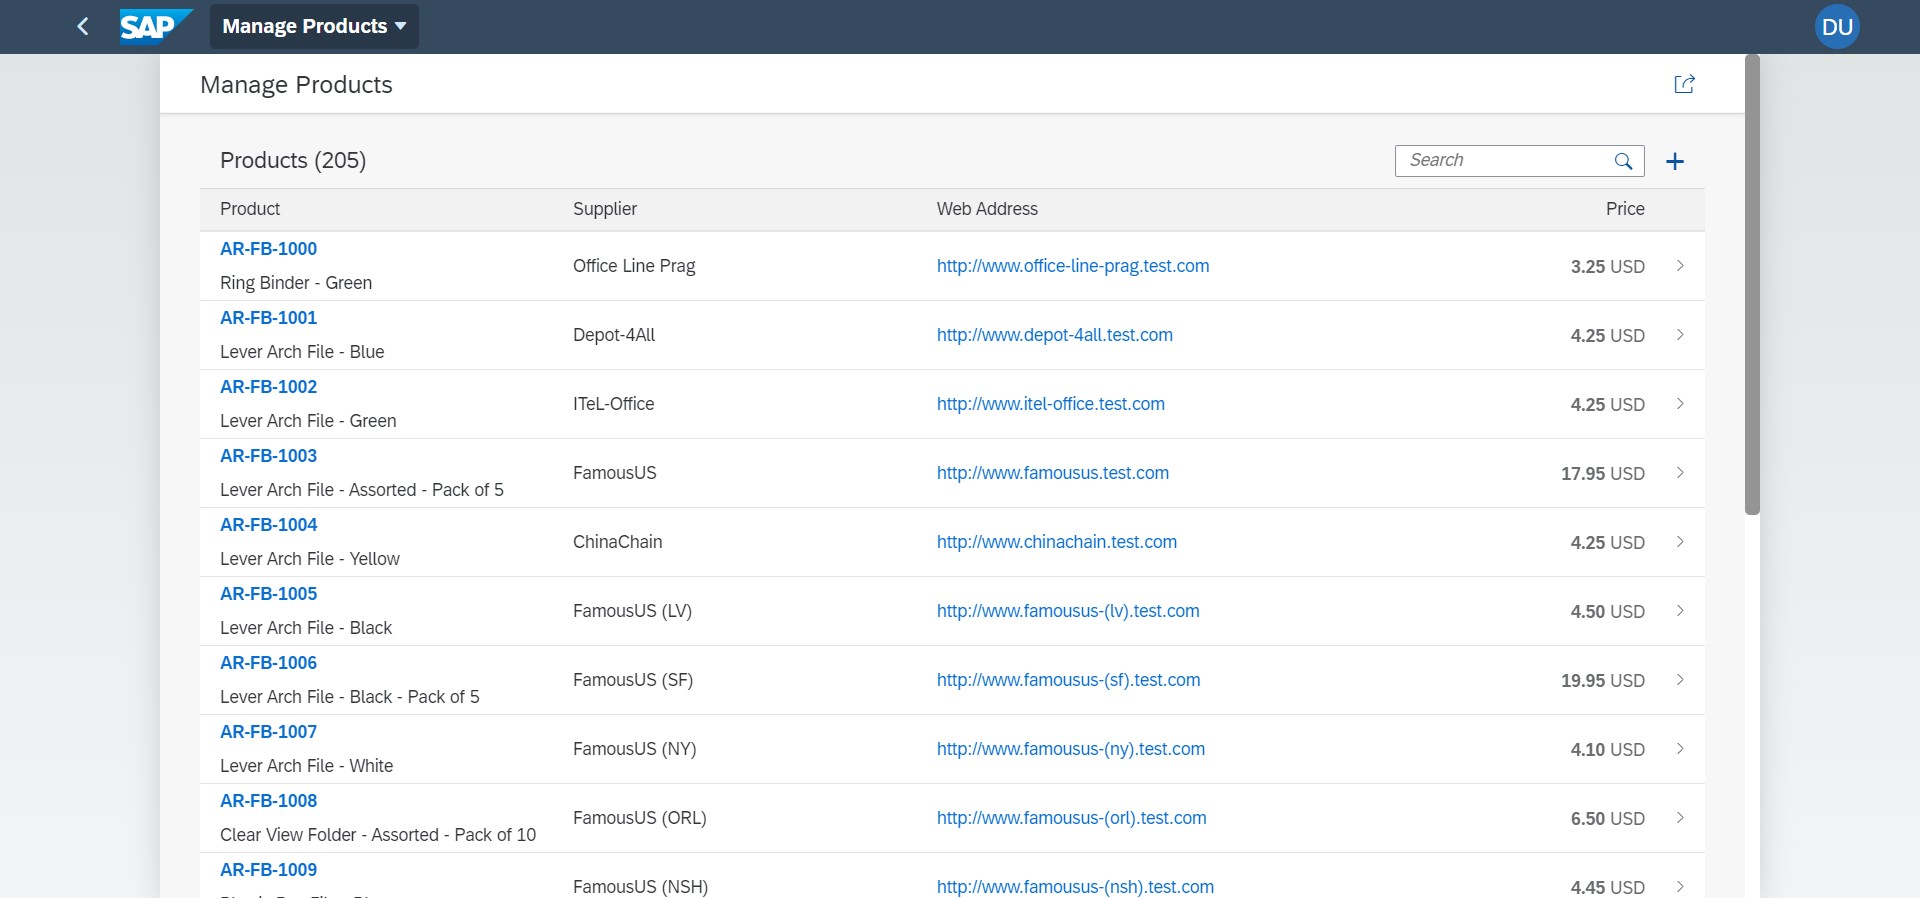 SAP Manage Products DU
Manage Products
Products (205) Search
Product Supplier Web Address Price
AR-FB-1000
Ring Binder - Green
Office Line Prag http://www.office-line-prag.test.com 3.25 USD
AR-FB-1001
Lever Arch File - Blue
Depot-4All http://www.depot-4all.test.com 4.25 USD
AR-FB-1002
Lever Arch File - Green
ITeL-Office http://www.itel-office.test.com 4.25 USD
AR-FB-1003
Lever Arch File - Assorted - Pack of 5
FamousUS http://www.famousus.test.com 17.95 USD
AR-FB-1004
Lever Arch File - Yellow
ChinaChain http://www.chinachain.test.com 4.25 USD
AR-FB-1005
Lever Arch File - Black
FamousUS (LV) http://www.famousus-(lv).test.com 4.50 USD
AR-FB-1006
Lever Arch File - Black - Pack of 5
FamousUS (SF) http://www.famousus-(sf).test.com 19.95 USD
AR-FB-1007
Lever Arch File - White
FamousUS (NY) http://www.famousus-(ny).test.com 4.10 USD
AR-FB-1008
Clear View Folder - Assorted - Pack of 10
FamousUS (ORL) http://www.famousus-(orl).test.com 6.50 USD
AR-FB-1009
FamousUS (NSH) http://www.famousus-(nsh).test.com 4.45 USD